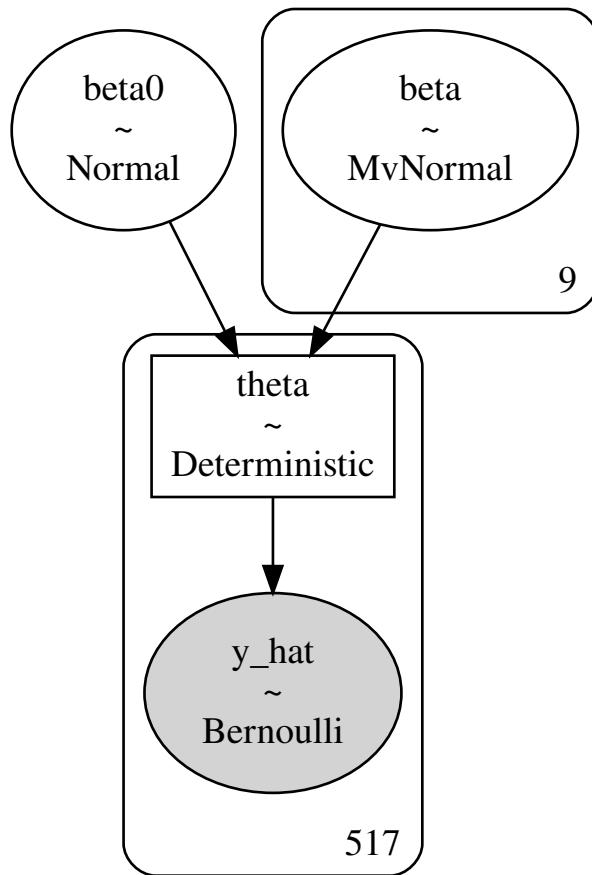 beta0
~
Normal
beta
~
MvNormal
9
theta
~
Deterministic
y_hat
~
Bernoulli
517